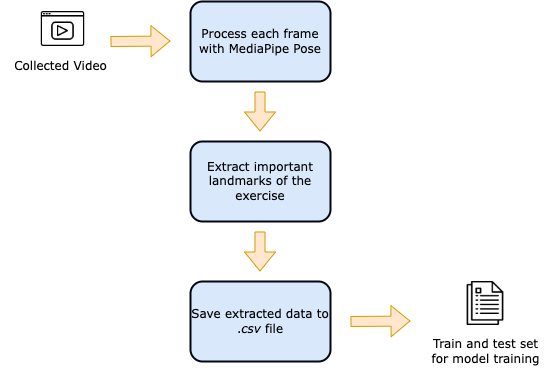 Collected Video
Process each frame
with MediaPipe Pose
Extract important
landmarks of the
exercise
Save extracted data to
.csv file
Train and test set
for model training